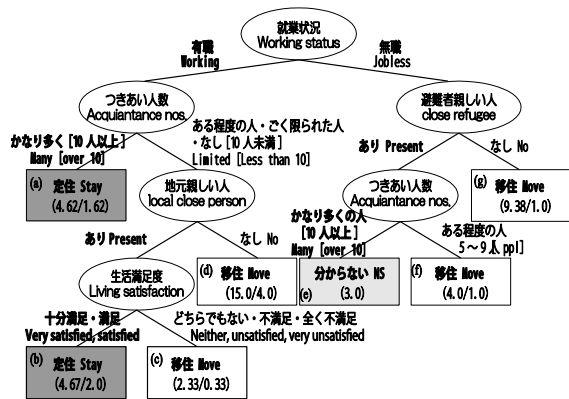 就業状況
Working status
有職
Working
無職
Jobless
つきあい人数
Acquiantance nos.
避難者親しい人
close refugee
かなり多く [10 人以上]
Many [over 10]
ある程度の人・ごく限られた人
・なし [10 人未満]
Limited [Less than 10]
あり Present
なし No
(a) 定住 Stay
(4.62/1.62)
地元親しい人
local close person
つきあい人数
Acquiantance nos.
(g) 移住 Move
(9.38/1.0)
あり Present
なし No
かなり多くの人
[10 人以上]
Many [over 10]
ある程度の人
5～9人 ppl]
生活満足度
Living satisfaction
(d) 移住 Move
(15.0/4.0)
分からない NS
(e) (3.0)
(f) 移住 Move
(4.0/1.0)
十分満足・満足
Very satisfied, satisfied
どちらでもない・不満足・全く不満足
Neither, unsatisfied, very unsatisfied
(b) 定住 Stay
(4.67/2.0)
(c) 移住 Move
(2.33/0.33)